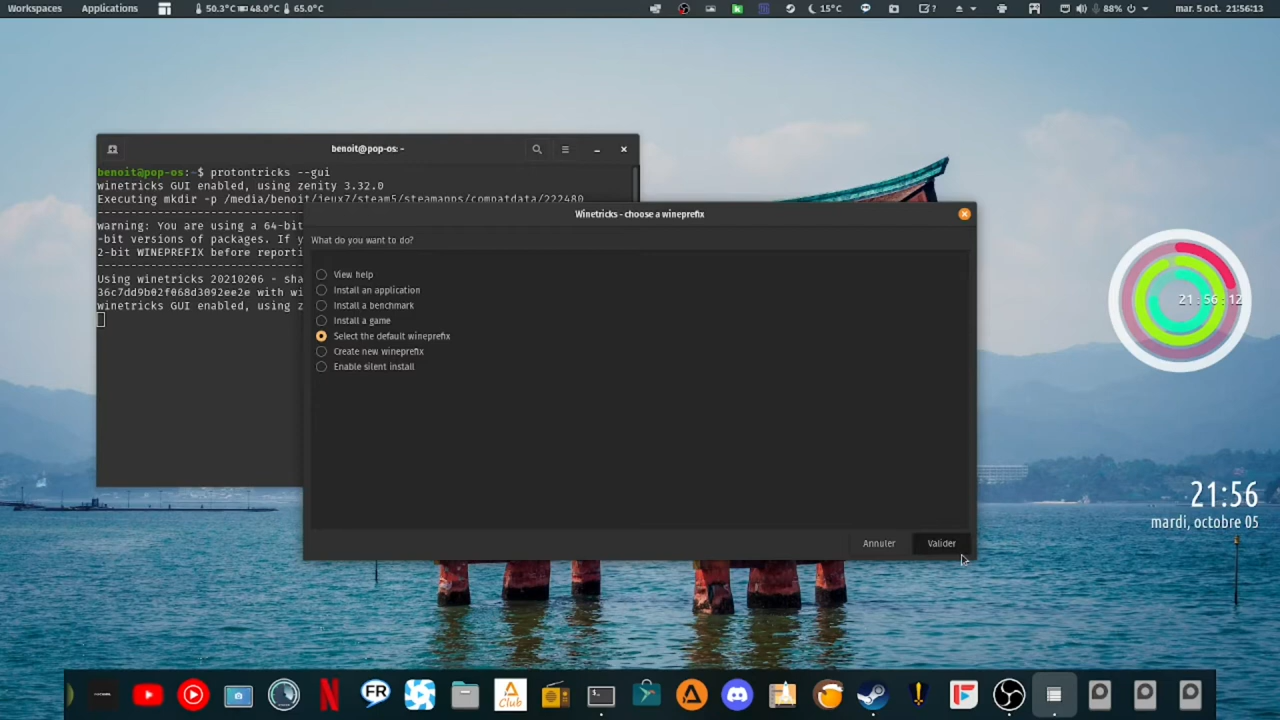 Workspaces Applications 50.3°C 48.0°C 65.0°C 15°C ? 88% mar. 5 oct. 21:56:13
benoit@pop-os: ~
benoit@pop-os:~$ protontricks --gui
winetricks GUI enabled, using zenity 3.32.0
Executing mkdir -p /media/benoit/jeux7/steam5/steamapps/compatdata/222480
warning: You are using a 64-bit
-bit versions of packages. If y
2-bit WINEPREFIX before reporti
Using winetricks 20210206 - sha
36c7dd9b02f068d3092ee2e with wi
winetricks GUI enabled, using z
Winetricks - choose a wineprefix
What do you want to do?
View help
Install an application
Install a benchmark
Install a game
Select the default wineprefix
Create new wineprefix
Enable silent install
Annuler Valider
21:56:12
21:56
mardi, octobre 05
N FR Club